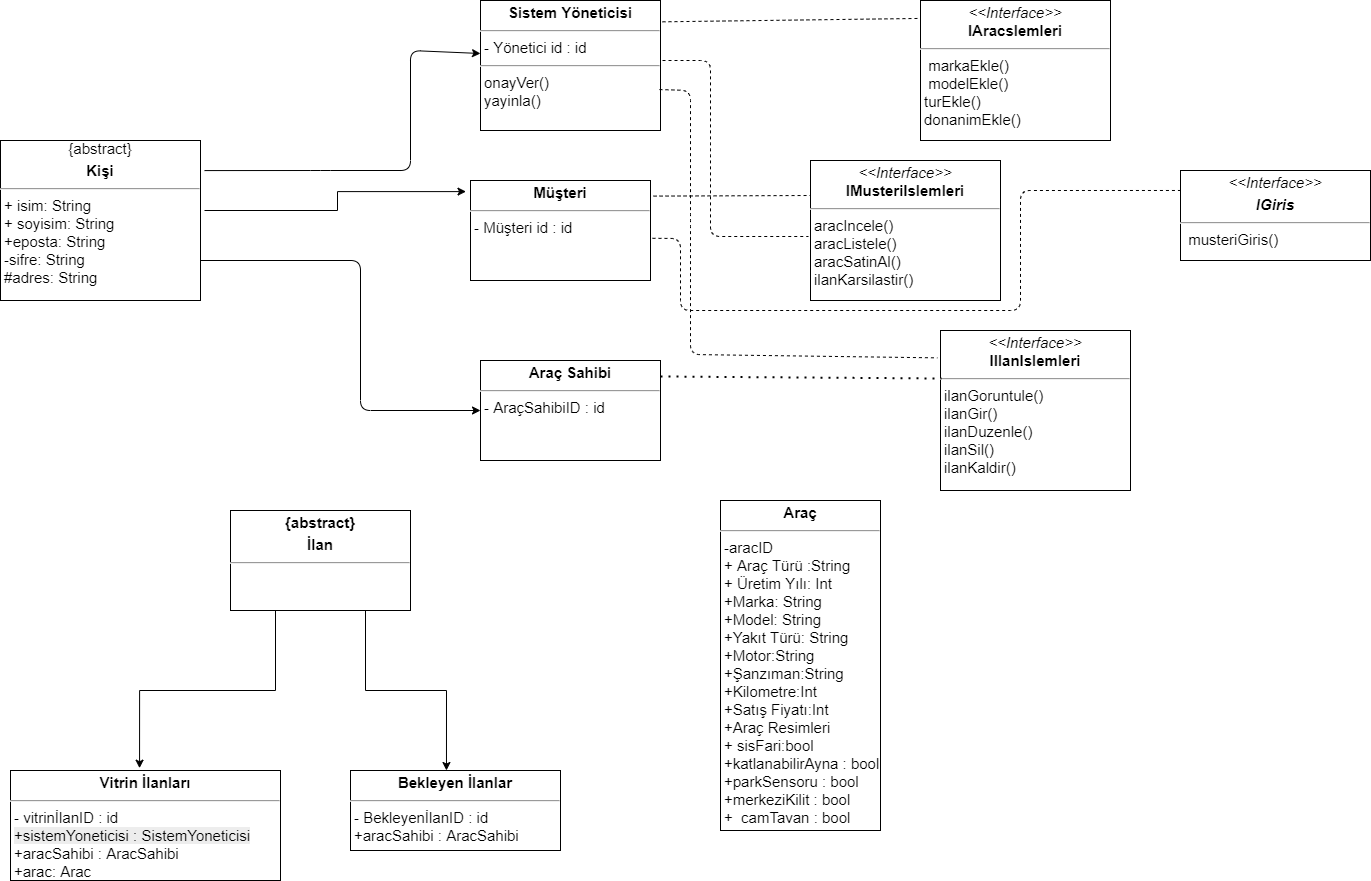 Sistem Yöneticisi
- Yönetici id : id
onayVer()
yayinla()
<<Interface>>
IAracslemleri
markaEkle()
modelEkle()
turEkle()
donanimEkle()
{abstract}
Kişi
+ isim: String
+ soyisim: String
+eposta: String
-sifre: String
#adres: String
Müşteri
- Müşteri id : id
<<Interface>>
IMusteriIslemleri
aracIncele()
aracListele()
aracSatinAl()
ilanKarsilastir()
<<Interface>>
IGiris
musteriGiris()
Araç Sahibi
- AraçSahibiID : id
<<Interface>>
IIlanIslemleri
ilanGoruntule()
ilanGir()
ilanDuzenle()
ilanSil()
ilanKaldir()
{abstract}
İlan
Araç
-aracID
+ Araç Türü :String
+ Üretim Yılı: Int
+Marka: String
+Model: String
+Yakıt Türü: String
+Motor:String
+Şanzıman:String
+Kilometre:Int
+Satış Fiyatı:Int
+Araç Resimleri
+ sisFari:bool
+katlanabilirAyna : bool
+parkSensoru : bool
+merkeziKilit : bool
+ camTavan : bool
Vitrin İlanları
- vitrinİlanID : id
+sistemYoneticisi : SistemYoneticisi
+aracSahibi : AracSahibi
+arac: Arac
Bekleyen İlanlar
- BekleyenİlanID : id
+aracSahibi : AracSahibi